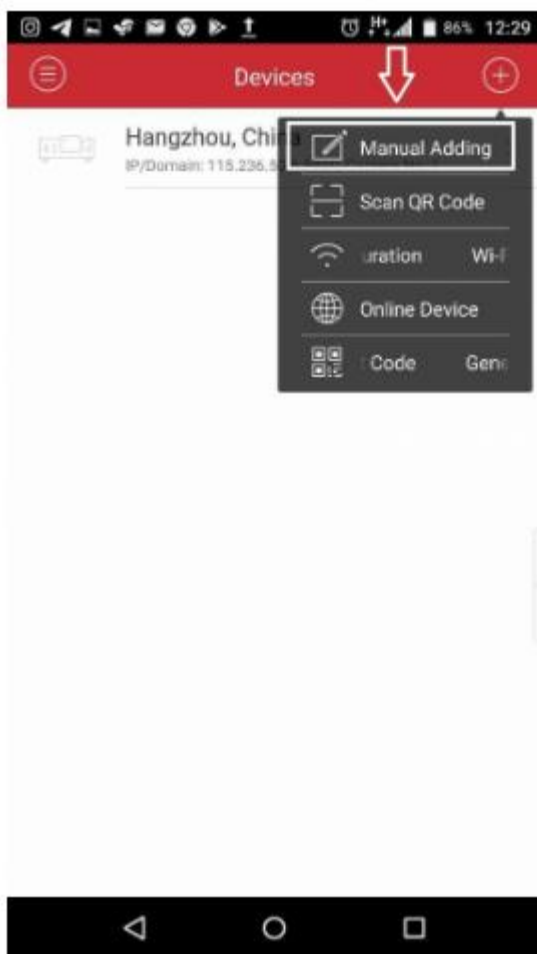 86% 12:29
Devices
Hangzhou, Chi
Manual Adding
IP/Domain: 115.236.5
Scan QR Code
uration Wi-F
Online Device
Code Gene